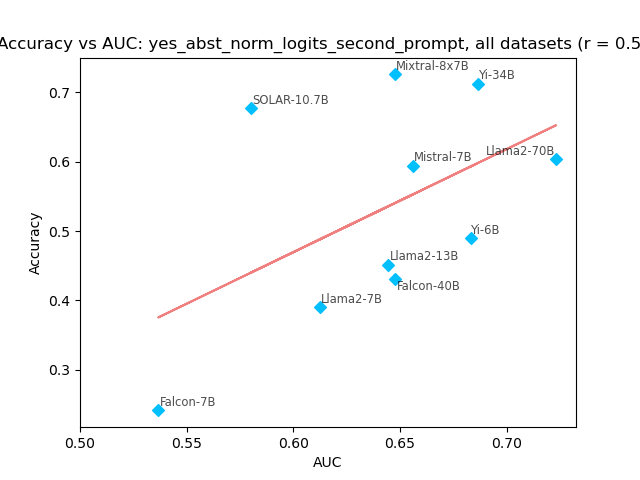 Accuracy vs AUC: yes_abst_norm_logits_second_prompt, all datasets (r = 0.5
Mixtral-8x7B
Yi-34B
SOLAR-10.7B
Llama2-70B
Mistral-7B
Yi-6B
Llama2-13B
Falcon-40B
Llama2-7B
Falcon-7B
0.7
0.6
0.5
0.4
0.3
Accuracy
0.50
0.55
0.60
0.65
0.70
AUC